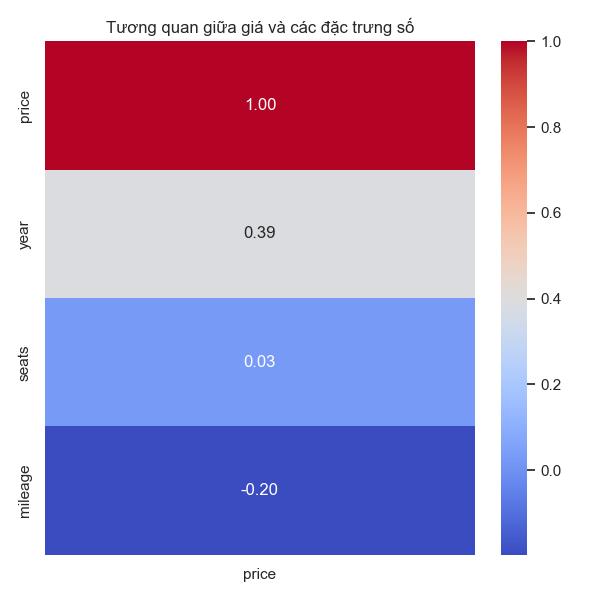 Tương quan giữa giá và các đặc trưng số
price
1.00
year
0.39
seats
0.03
mileage
-0.20
price
1.0
0.8
0.6
0.4
0.2
0.0